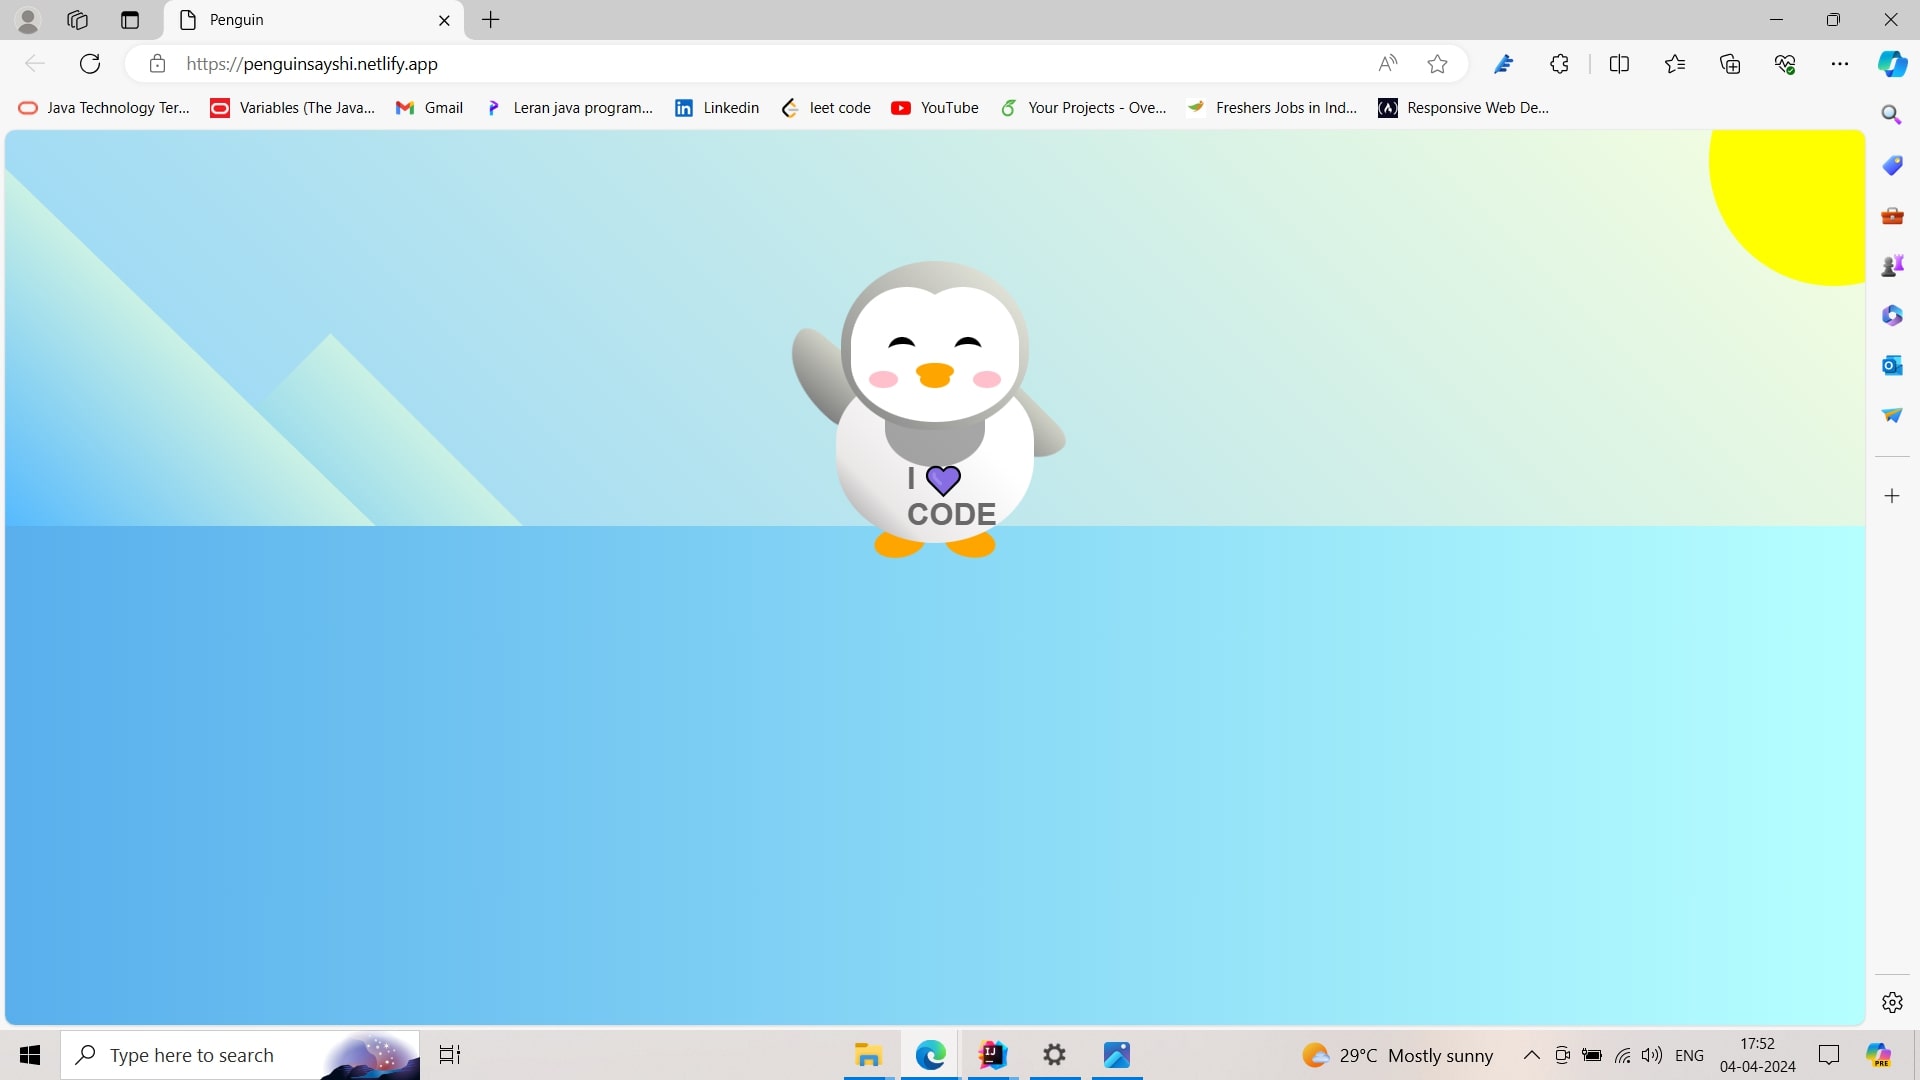 Penguin
https://penguinsayshi.netlify.app
Java Technology Ter... Variables (The Java... Gmail Leran java program... Linkedin leet code YouTube Your Projects - Ove... Freshers Jobs in Ind... Responsive Web De...
I 💜
CODE
Type here to search
29°C Mostly sunny
ENG
17:52
04-04-2024
PRE